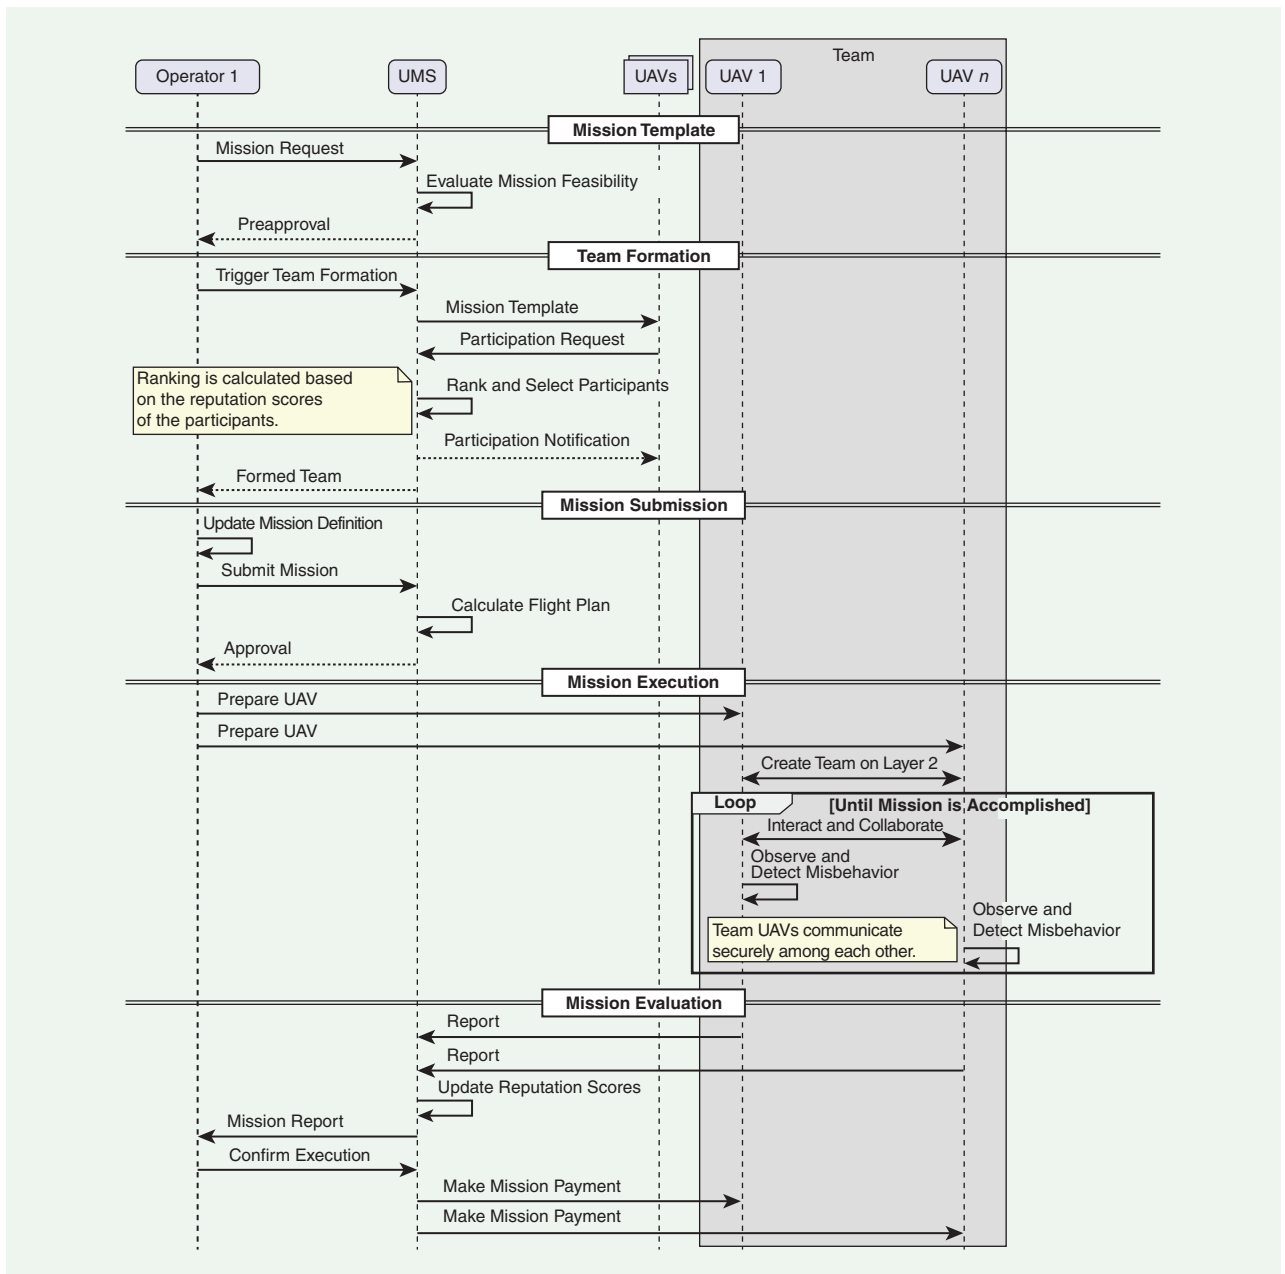 Team
Operator 1
UMS
UAVs
UAV 1
UAV n
Mission Template
Mission Request
Evaluate Mission Feasibility
Preapproval
Team Formation
Trigger Team Formation
Mission Template
Participation Request
Ranking is calculated based
on the reputation scores
of the participants.
Rank and Select Participants
Participation Notification
Formed Team
Mission Submission
Update Mission Definition
Submit Mission
Calculate Flight Plan
Approval
Mission Execution
Prepare UAV
Prepare UAV
Create Team on Layer 2
Loop
[Until Mission is Accomplished]
Interact and Collaborate
Observe and
Detect Misbehavior
Team UAVs communicate
securely among each other.
Observe and
Detect Misbehavior
Mission Evaluation
Report
Report
Update Reputation Scores
Mission Report
Confirm Execution
Make Mission Payment
Make Mission Payment